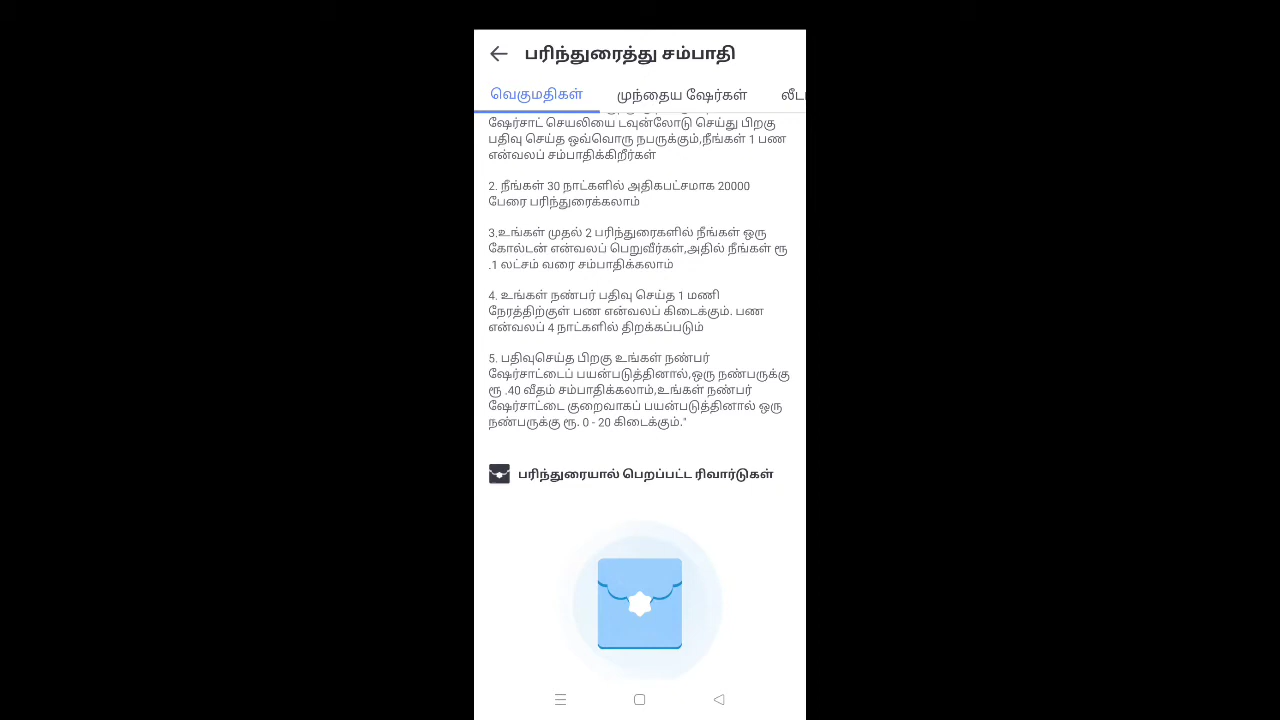 பரிந்துரைத்து சம்பாதி
வெகுமதிகள் முந்தைய ஷேர்கள்
ஷேர்சாட் செயலியை டவுன்லோடு செய்து பிறகு
பதிவு செய்த ஒவ்வொரு நபருக்கும்,நீங்கள் 1 பண
என்வலப் சம்பாதிக்கிறீர்கள்
2. நீங்கள் 30 நாட்களில் அதிகபட்சமாக 20000
பேரை பரிந்துரைக்கலாம்
3.உங்கள் முதல் 2 பரிந்துரைகளில் நீங்கள் ஒரு
கோல்டன் என்வலப் பெறுவீர்கள்,அதில் நீங்கள் ரூ
.1 லட்சம் வரை சம்பாதிக்கலாம்
4. உங்கள் நண்பர் பதிவு செய்த 1 மணி
நேரத்திற்குள் பண என்வலப் கிடைக்கும். பண
என்வலப் 4 நாட்களில் திறக்கப்படும்
5. பதிவுசெய்த பிறகு உங்கள் நண்பர்
ஷேர்சாட்டைப் பயன்படுத்தினால்,ஒரு நண்பருக்கு
ரூ .40 வீதம் சம்பாதிக்கலாம்,உங்கள் நண்பர்
ஷேர்சாட்டை குறைவாகப் பயன்படுத்தினால் ஒரு
நண்பருக்கு ரூ. 0 - 20 கிடைக்கும்."
பரிந்துரையால் பெறப்பட்ட ரிவார்டுகள்